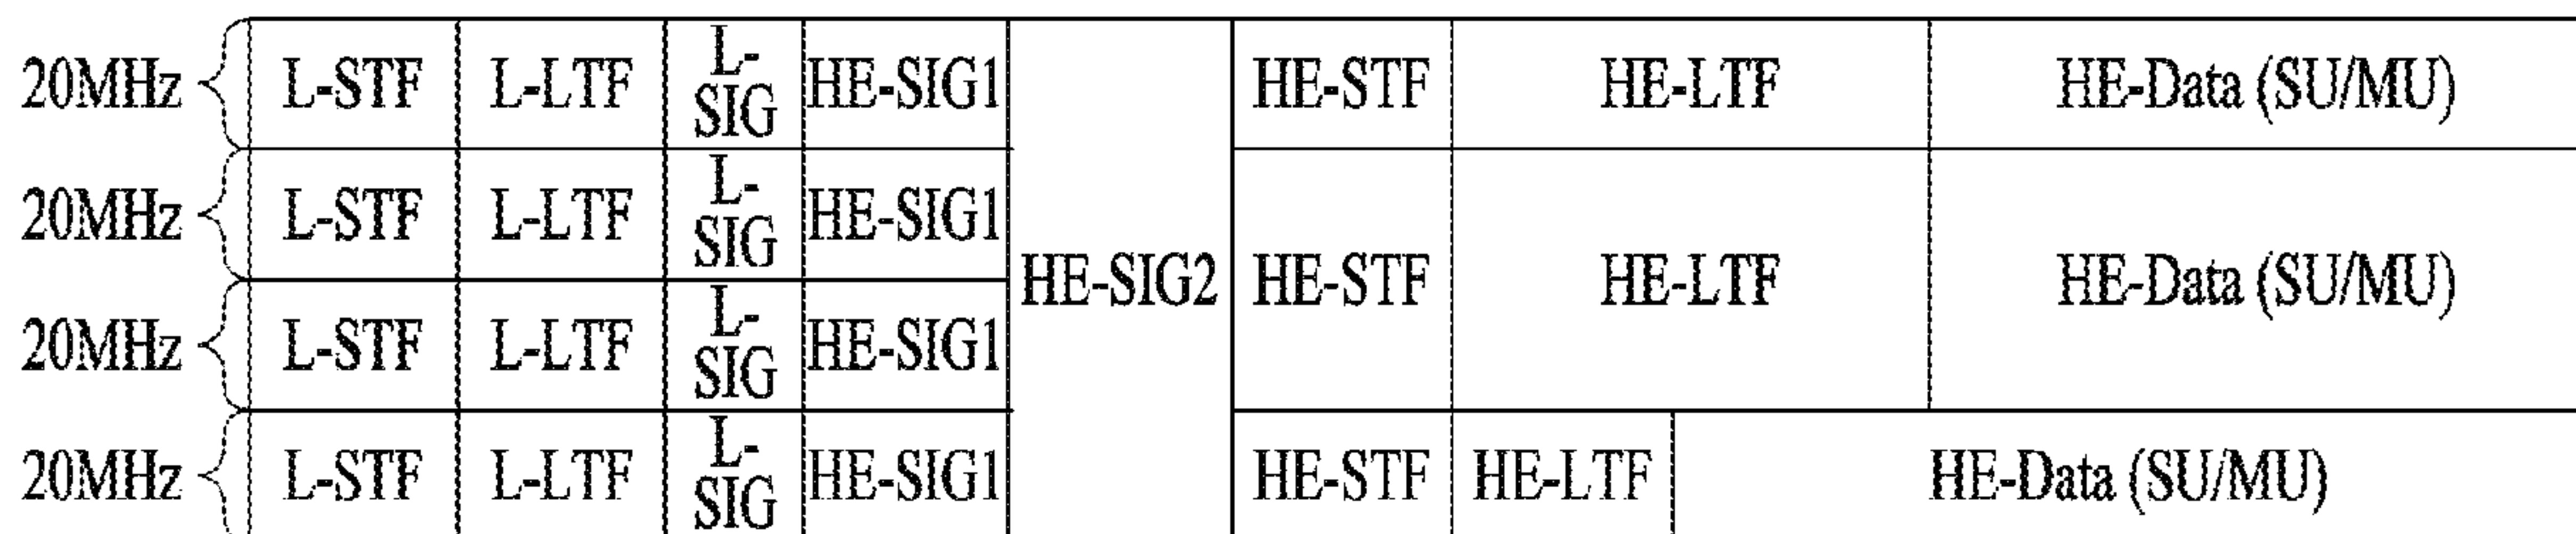 20MHz L-STF L-LTF L-SIG HE-SIG1 HE-STF HE-LTF HE-Data (SU/MU)
20MHz L-STF L-LTF L-SIG HE-SIG1
HE-SIG2 HE-STF HE-LTF HE-Data (SU/MU)
20MHz L-STF L-LTF L-SIG HE-SIG1
20MHz L-STF L-LTF L-SIG HE-SIG1 HE-STF HE-LTF HE-Data (SU/MU)